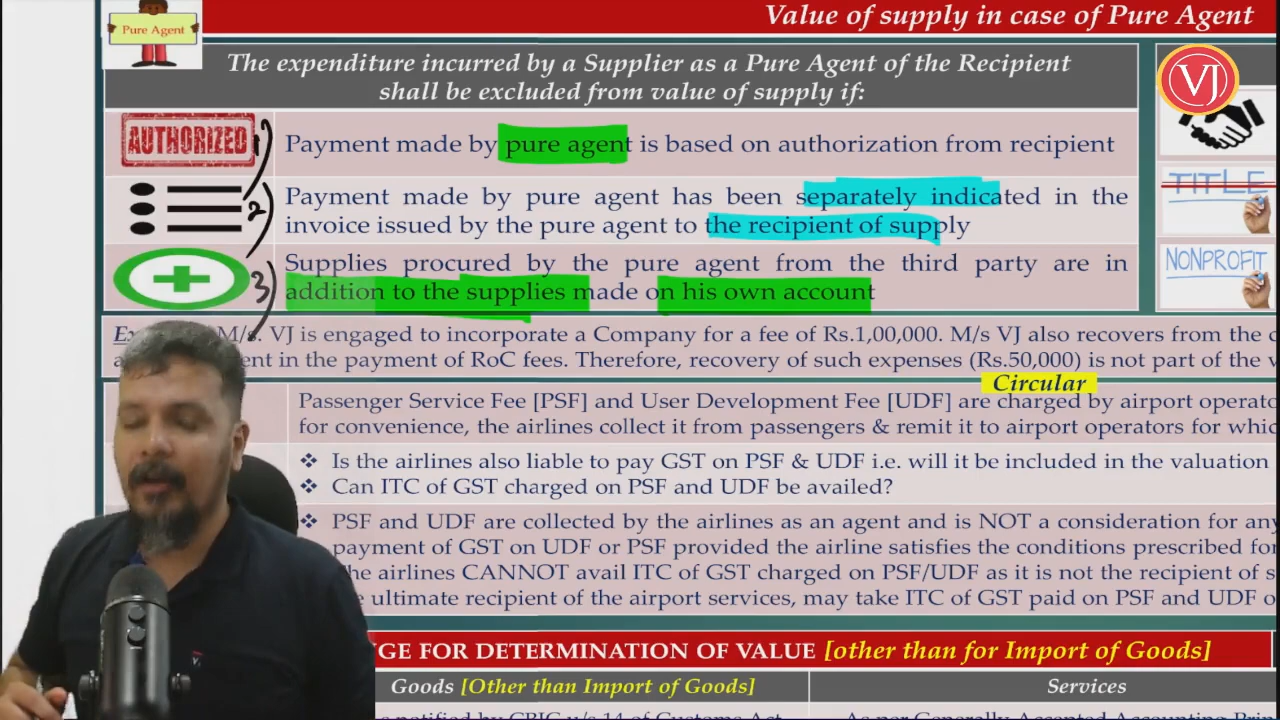 Value of supply in case of Pure Agent
Pure Agent
The expenditure incurred by a Supplier as a Pure Agent of the Recipient
shall be excluded from value of supply if:
VJ
AUTHORIZED
1)
Payment made by pure agent is based on authorization from recipient
2)
Payment made by pure agent has been separately indicated in the
invoice issued by the pure agent to the recipient of supply
TITLE
3)
Supplies procured by the pure agent from the third party are in
addition to the supplies made on his own account
NONPROFIT
M/s. VJ is engaged to incorporate a Company for a fee of Rs.1,00,000. M/s VJ also recovers from the
in the payment of RoC fees. Therefore, recovery of such expenses (Rs.50,000) is not part of the
Circular
Passenger Service Fee [PSF] and User Development Fee [UDF] are charged by airport
for convenience, the airlines collect it from passengers & remit it to airport operators for
❖ Is the airlines also liable to pay GST on PSF & UDF i.e. will it be included in the valuation
❖ Can ITC of GST charged on PSF and UDF be availed?
❖ PSF and UDF are collected by the airlines as an agent and is NOT a consideration for
payment of GST on UDF or PSF provided the airline satisfies the conditions prescribed
airlines CANNOT avail ITC of GST charged on PSF/UDF as it is not the recipient of
ultimate recipient of the airport services, may take ITC of GST paid on PSF and UDF
FOR DETERMINATION OF VALUE [other than for Import of Goods]
Goods [Other than Import of Goods]
Services